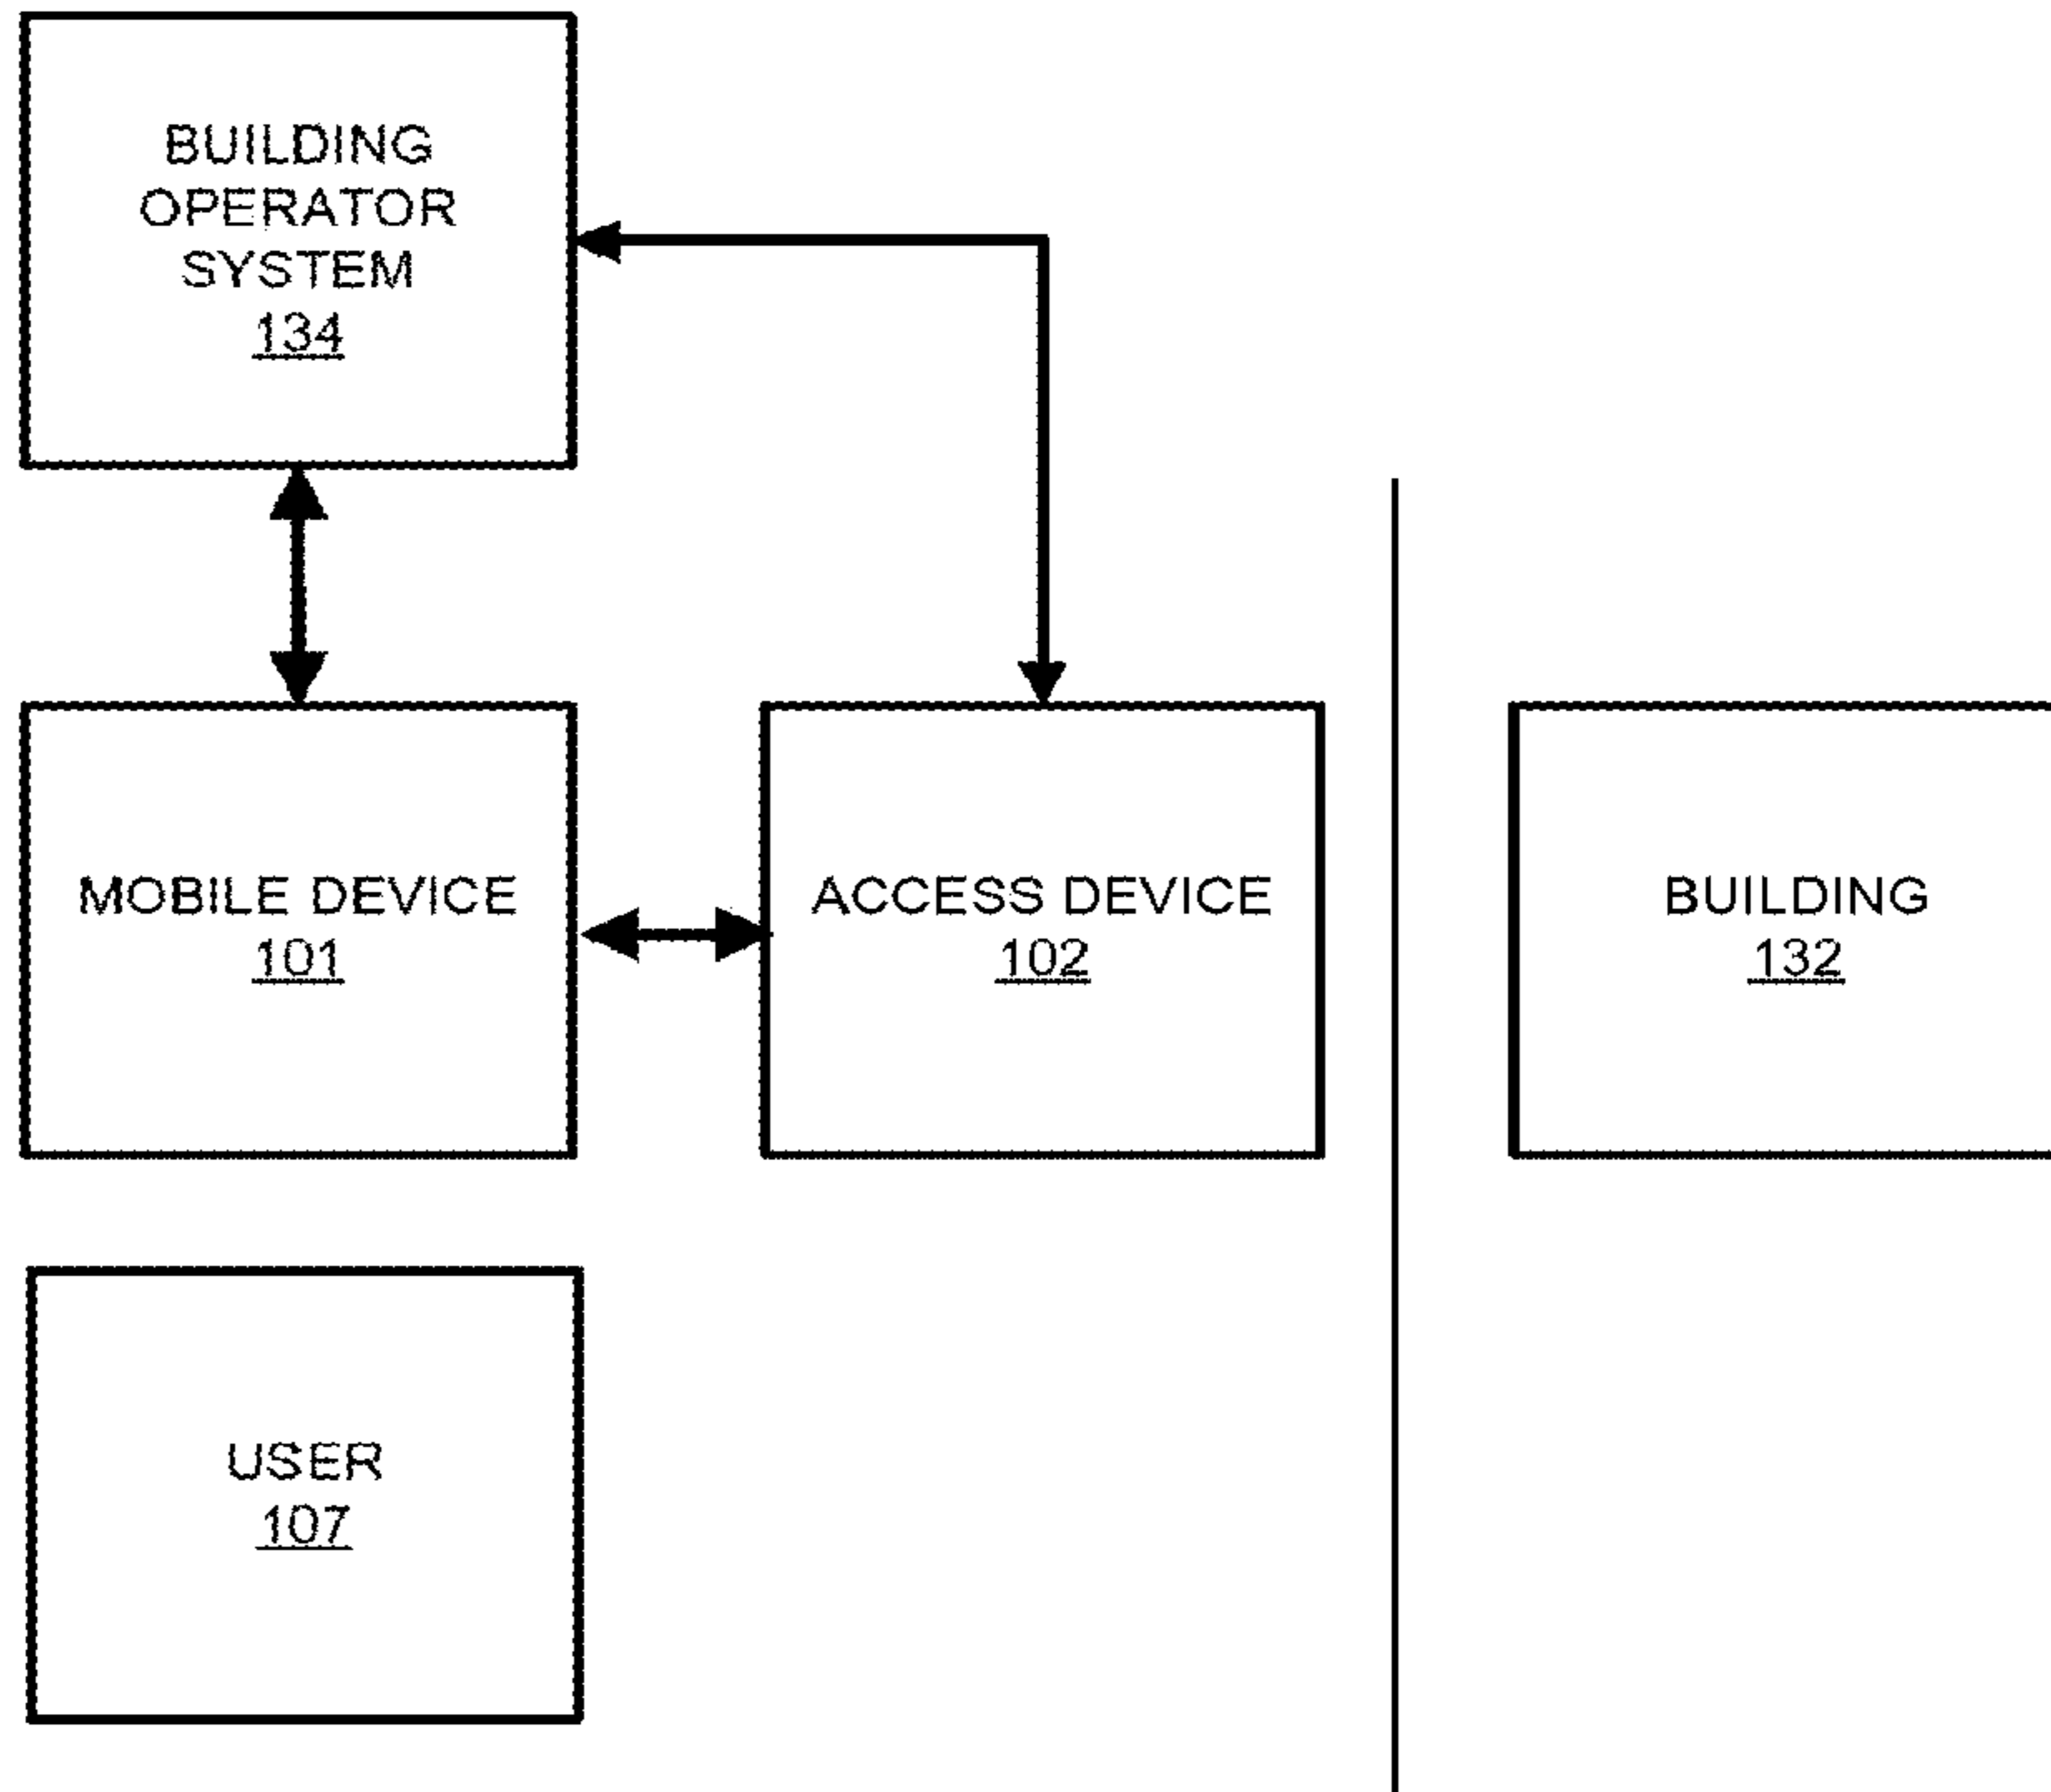 BUILDING
OPERATOR
SYSTEM
134
MOBILE DEVICE
101
ACCESS DEVICE
102
BUILDING
132
USER
107